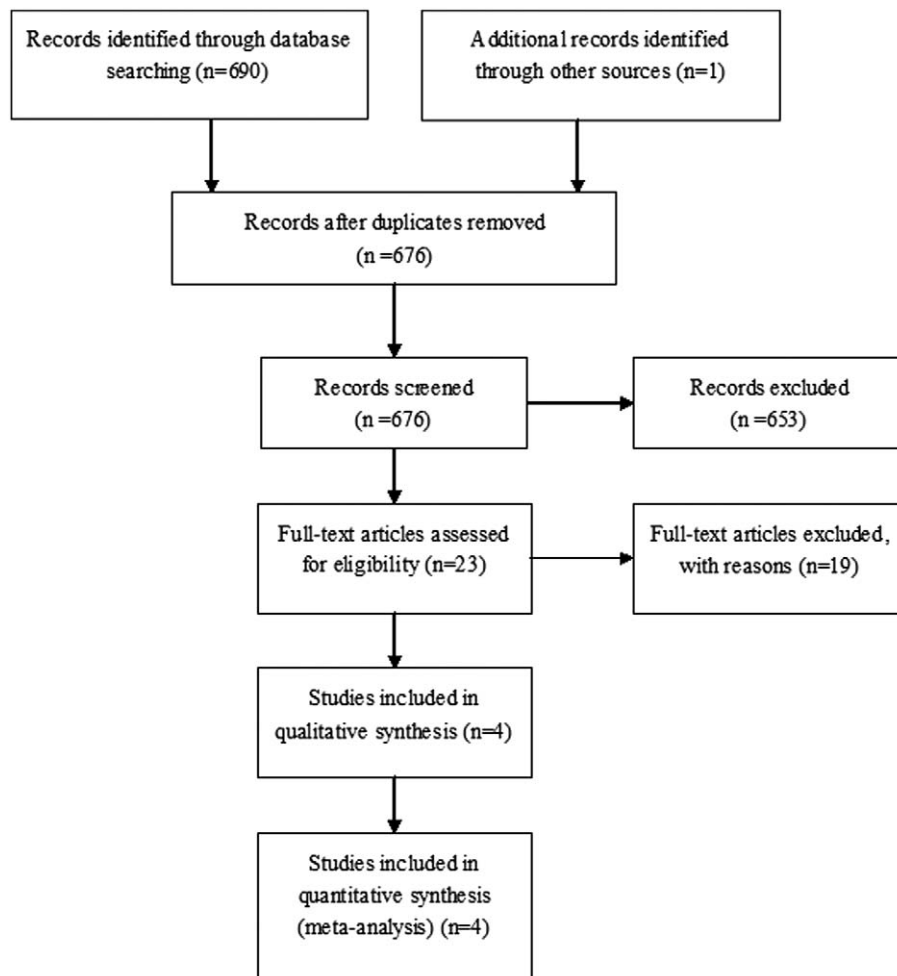 Records identified through database
searching (n=690)
Additional records identified
through other sources (n=1)
Records after duplicates removed
(n =676)
Records screened
(n =676)
Records excluded
(n =653)
Full-text articles assessed
for eligibility (n=23)
Full-text articles excluded,
with reasons (n=19)
Studies included in
qualitative synthesis (n=4)
Studies included in
quantitative synthesis
(meta-analysis) (n=4)